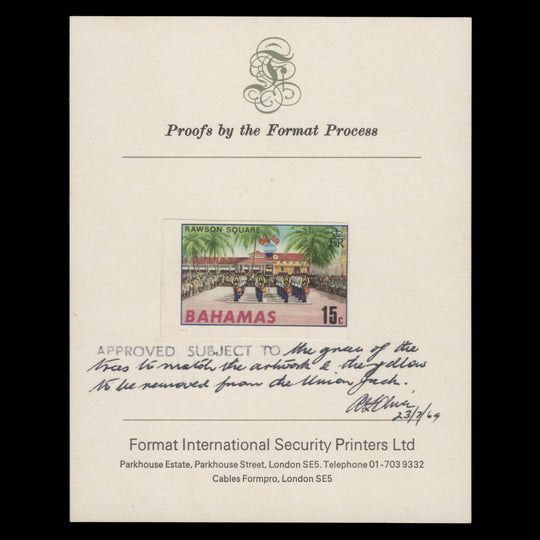 Proofs by the Format Process
RAWSON SQUARE
ER
BAHAMAS 15c
APPROVED SUBJECT TO the green of the
trees to match the artwork & the yellow
to be removed from the Union Jack.
23/7/69
Format International Security Printers Ltd
Parkhouse Estate, Parkhouse Street, London SE5. Telephone 01-703 9332
Cables Formpro, London SE5